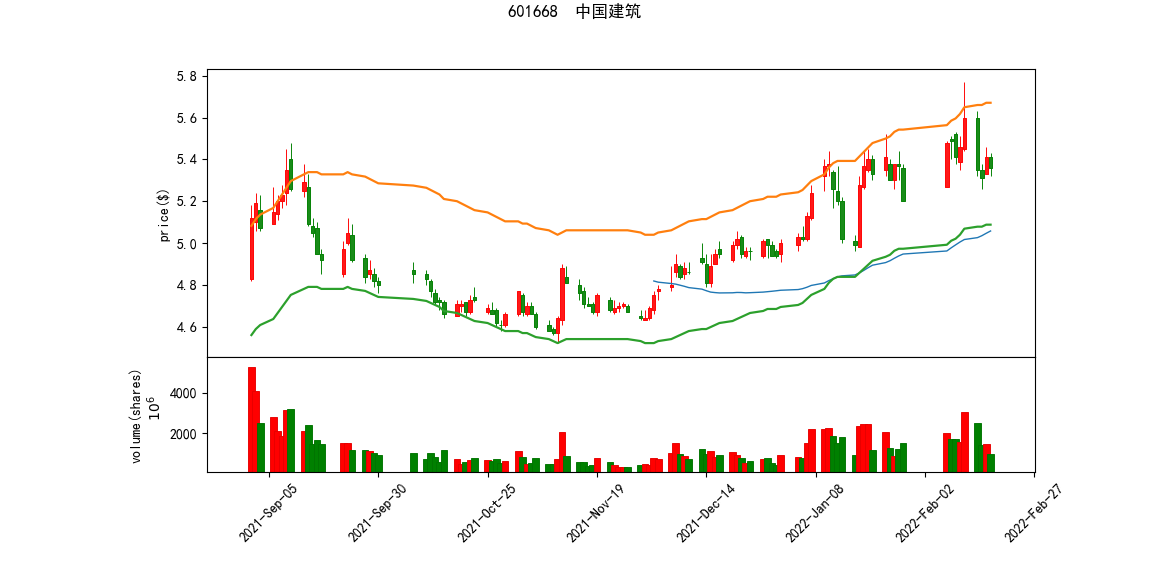 601668 中国建筑
price($)
5.8
5.6
5.4
5.2
5.0
4.8
4.6
volume(shares)
10^6
4000
2000
2021-Sep-05
2021-Sep-30
2021-Oct-25
2021-Nov-19
2021-Dec-14
2022-Jan-08
2022-Feb-02
2022-Feb-27